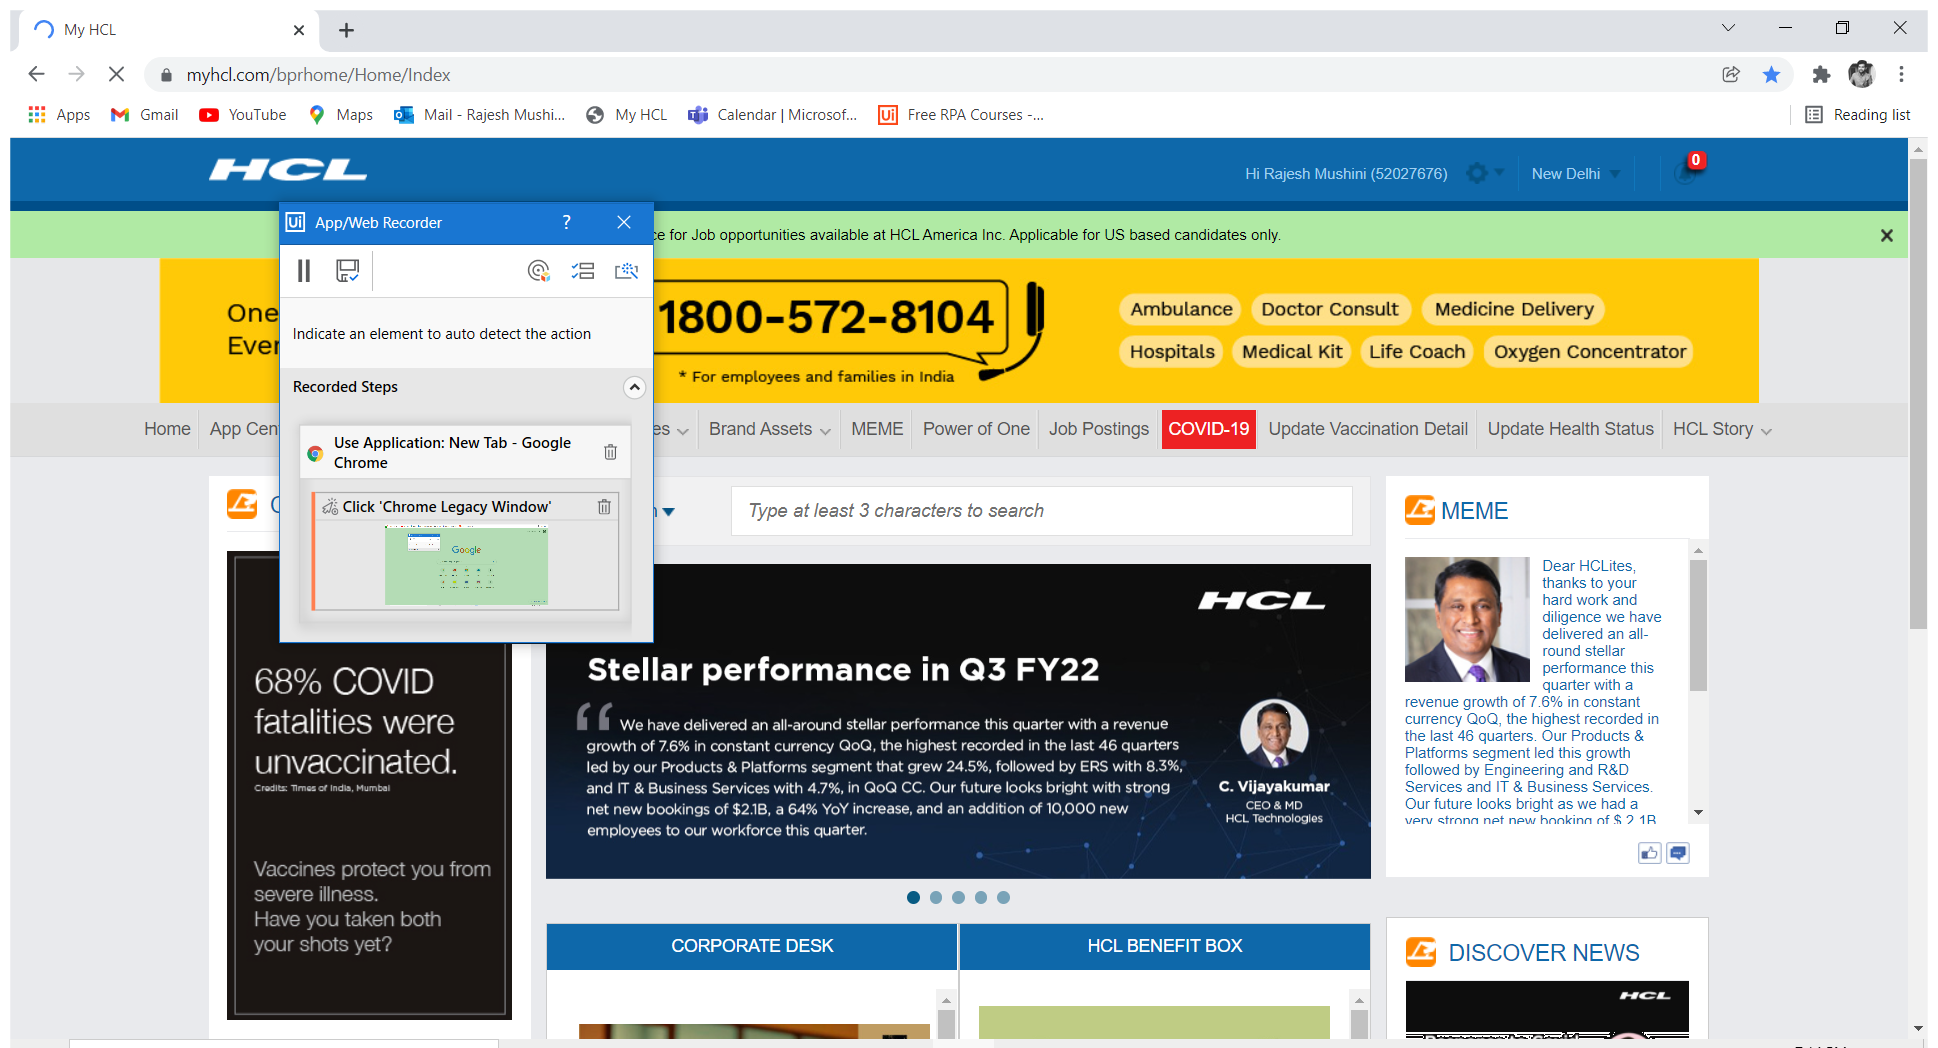 My HCL
myhcl.com/bprhome/Home/Index
Apps
Gmail
YouTube
Maps
Mail - Rajesh Mushi...
My HCL
Calendar | Microsof...
Ui
Free RPA Courses -...
Reading list
HCL
Hi Rajesh Mushini (52027676)
New Delhi
0
for Job opportunities available at HCL America Inc. Applicable for US based candidates only.
Ui App/Web Recorder ?
Indicate an element to auto detect the action
Recorded Steps
Use Application: New Tab - Google
Chrome
Click 'Chrome Legacy Window'
Google
One
1800-572-8104
* For employees and families in India
Ambulance Doctor Consult Medicine Delivery
Hospitals Medical Kit Life Coach Oxygen Concentrator
Home
App
Brand Assets
MEME
Power of One
Job Postings
COVID-19
Update Vaccination Detail
Update Health Status
HCL Story
Type at least 3 characters to search
68% COVID
fatalities were
unvaccinated.
Credits: Times of India, Mumbai
Vaccines protect you from
severe illness.
Have you taken both
your shots yet?
HCL
Stellar performance in Q3 FY22
“ We have delivered an all-around stellar performance this quarter with a revenue
growth of 7.6% in constant currency QoQ, the highest recorded in the last 46 quarters
led by our Products & Platforms segment that grew 24.5%, followed by ERS with 8.3%,
and IT & Business Services with 4.7%, in QoQ CC. Our future looks bright with strong
net new bookings of $2.1B, a 64% YoY increase, and an addition of 10,000 new
employees to our workforce this quarter.
C. Vijayakumar
CEO & MD
HCL Technologies
CORPORATE DESK
HCL BENEFIT BOX
MEME
Dear HCLites,
thanks to your
hard work and
diligence we have
delivered an all-
round stellar
performance this
quarter with a
revenue growth of 7.6% in constant
currency QoQ, the highest recorded in
the last 46 quarters. Our Products &
Platforms segment led this growth
followed by Engineering and R&D
Services and IT & Business Services.
Our future looks bright as we had a
very strong net new booking of $ 2.1B
DISCOVER NEWS
HCL